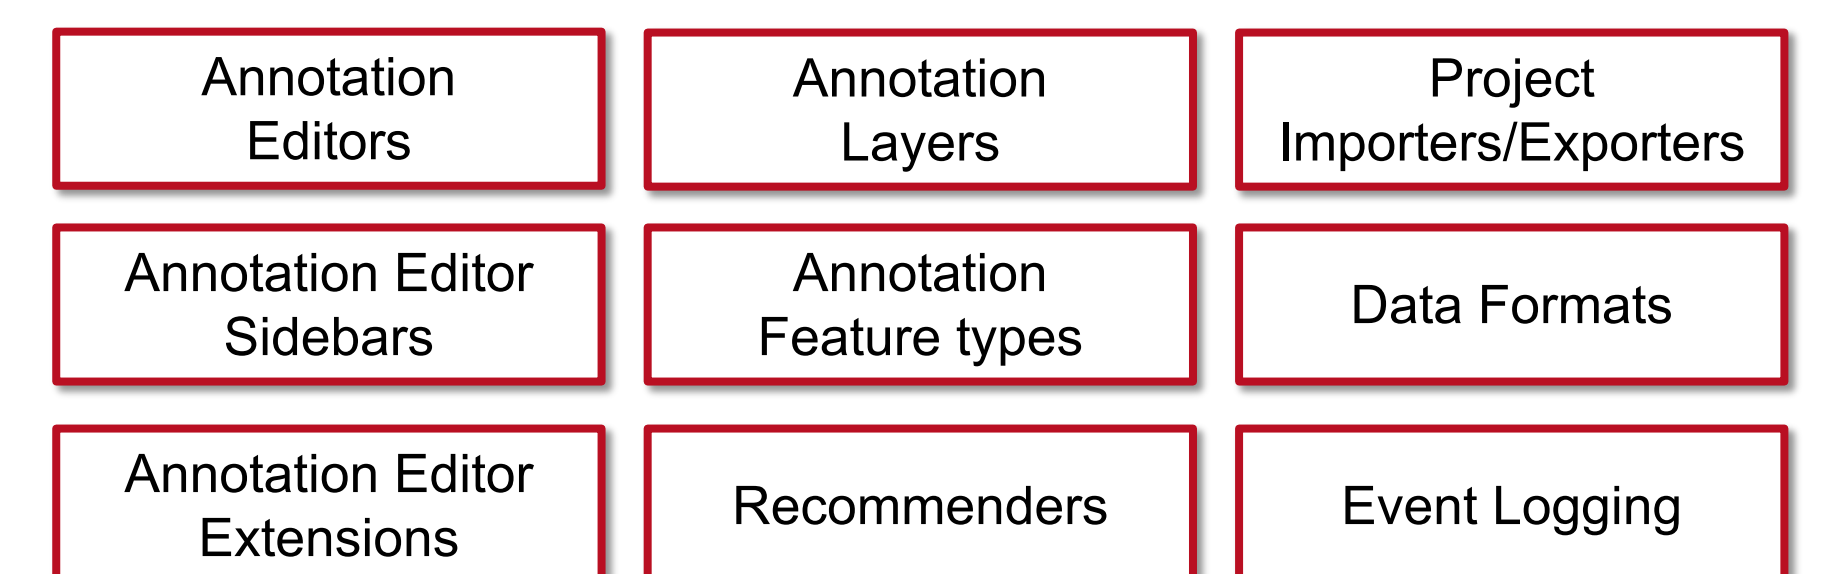 Annotation
Editors
Annotation
Layers
Project
Importers/Exporters
Annotation Editor
Sidebars
Annotation
Feature types
Data Formats
Annotation Editor
Extensions
Recommenders
Event Logging